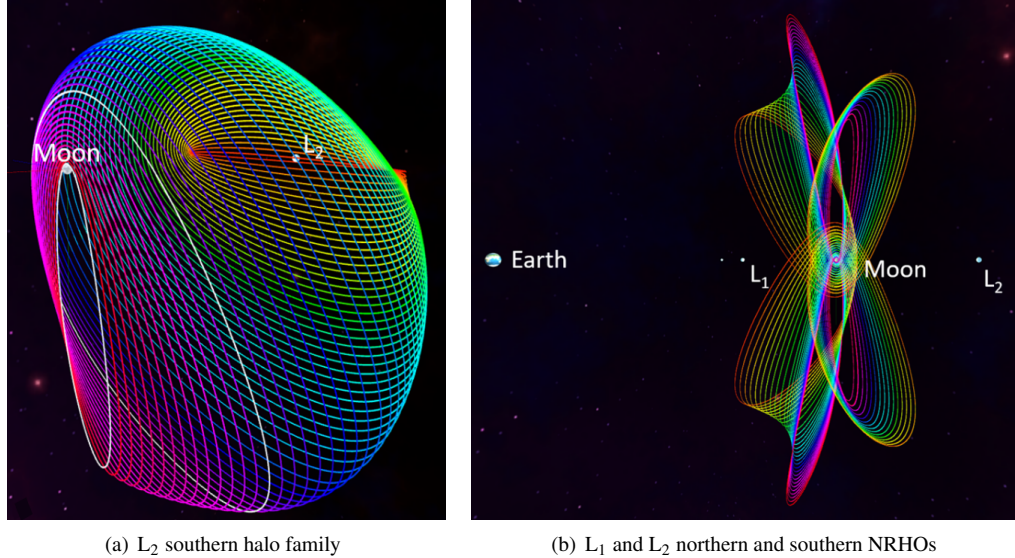 Moon
L₂
Earth
L₁
Moon
L₂
(a) L₂ southern halo family
(b) L₁ and L₂ northern and southern NRHOs